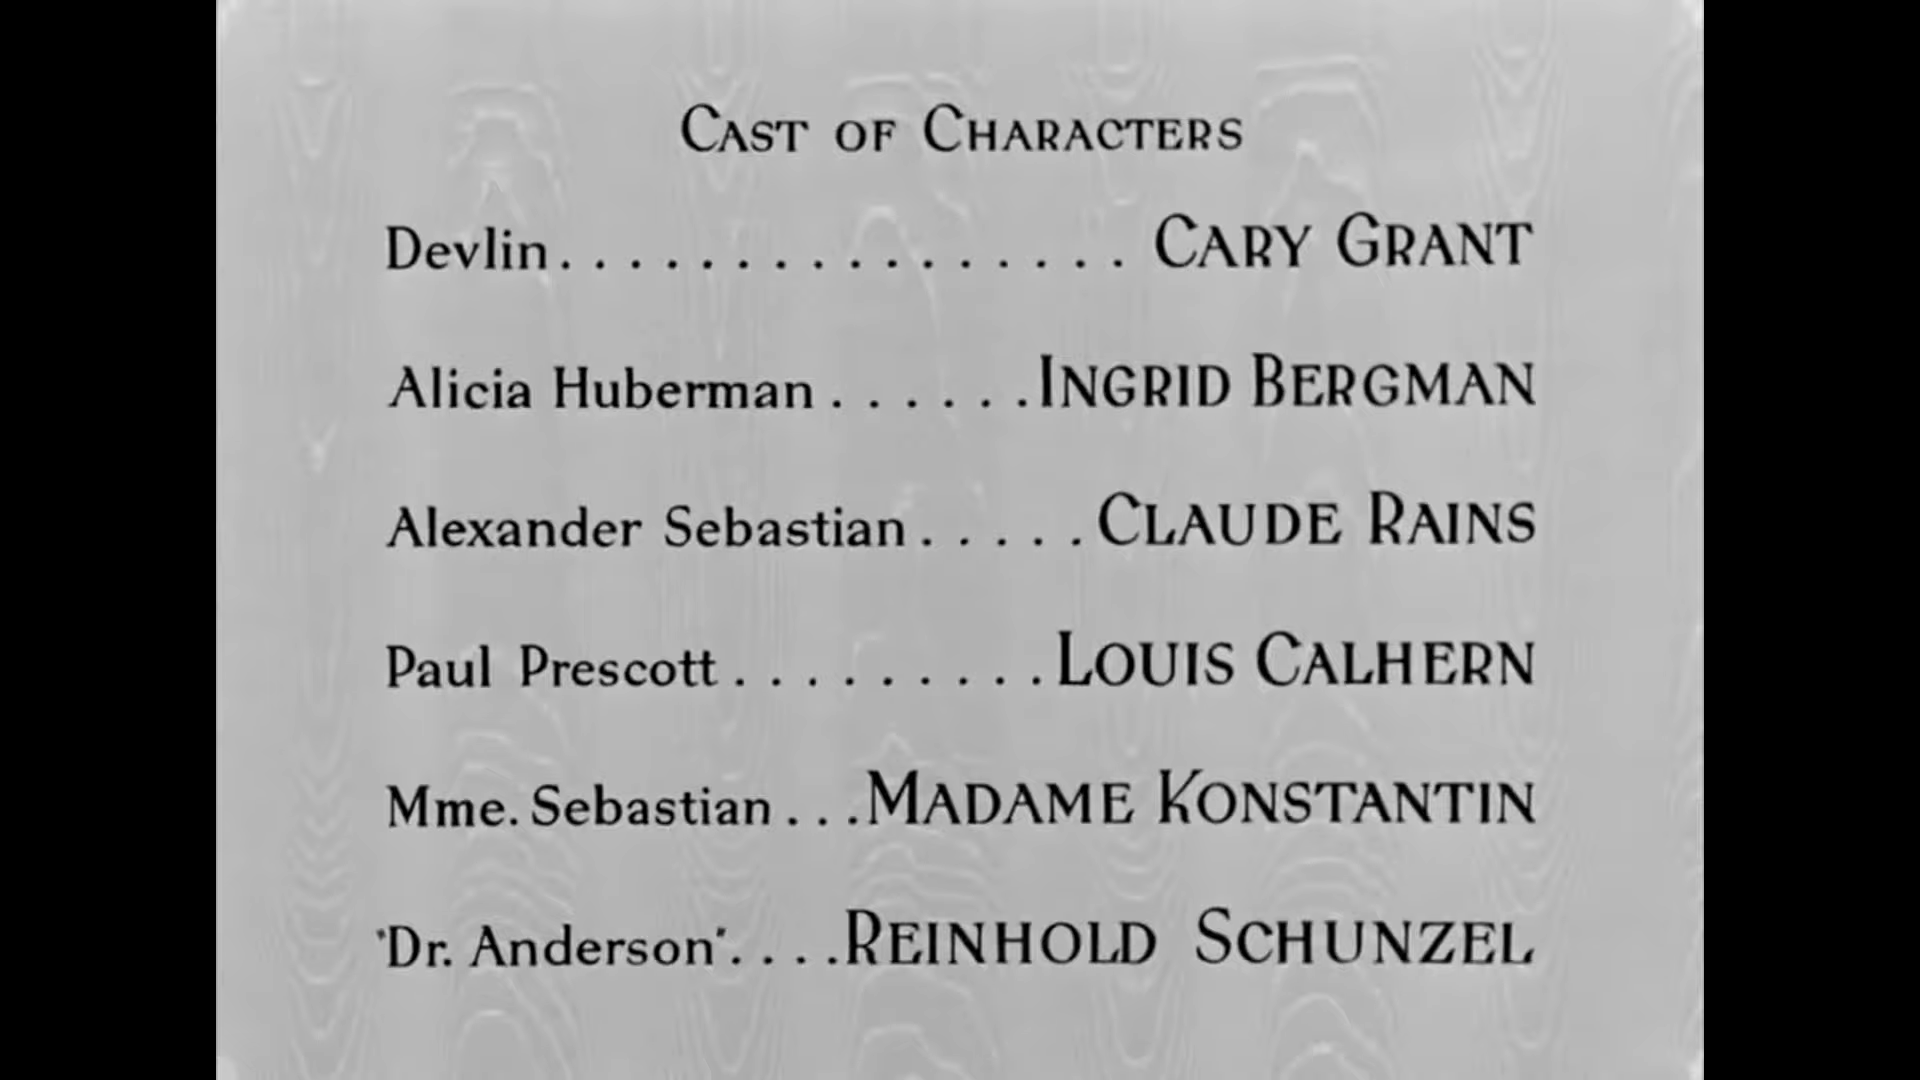 Cast of Characters
Devlin................Cary Grant
Alicia Huberman......Ingrid Bergman
Alexander Sebastian.....Claude Rains
Paul Prescott.........Louis Calhern
Mme. Sebastian...Madame Konstantin
'Dr. Anderson'....Reinhold Schunzel